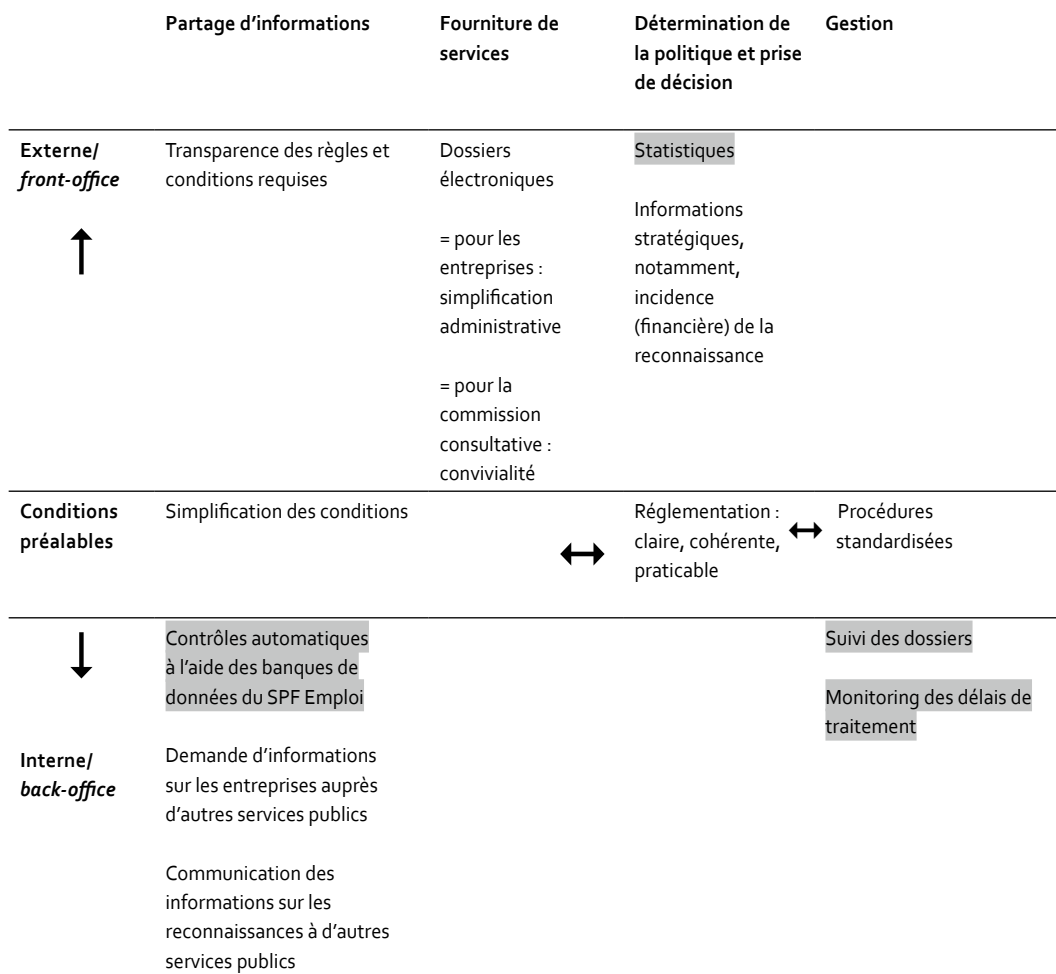 Partage d’informations
Fourniture de
services
Détermination de
la politique et prise
de décision
Gestion
Externe/
front-office
Transparence des règles et
conditions requises
Dossiers
électroniques
= pour les
entreprises :
simplification
administrative
= pour la
commission
consultative :
convivialité
Statistiques
Informations
stratégiques,
notamment,
incidence
(financière) de la
reconnaissance
Conditions
préalables
Simplification des conditions
Réglementation :
claire, cohérente,
praticable
Procédures
standardisées
Interne/
back-office
Contrôles automatiques
à l’aide des banques de
données du SPF Emploi
Demande d’informations
sur les entreprises auprès
d’autres services publics
Communication des
informations sur les
reconnaissances à d’autres
services publics
Suivi des dossiers
Monitoring des délais de
traitement